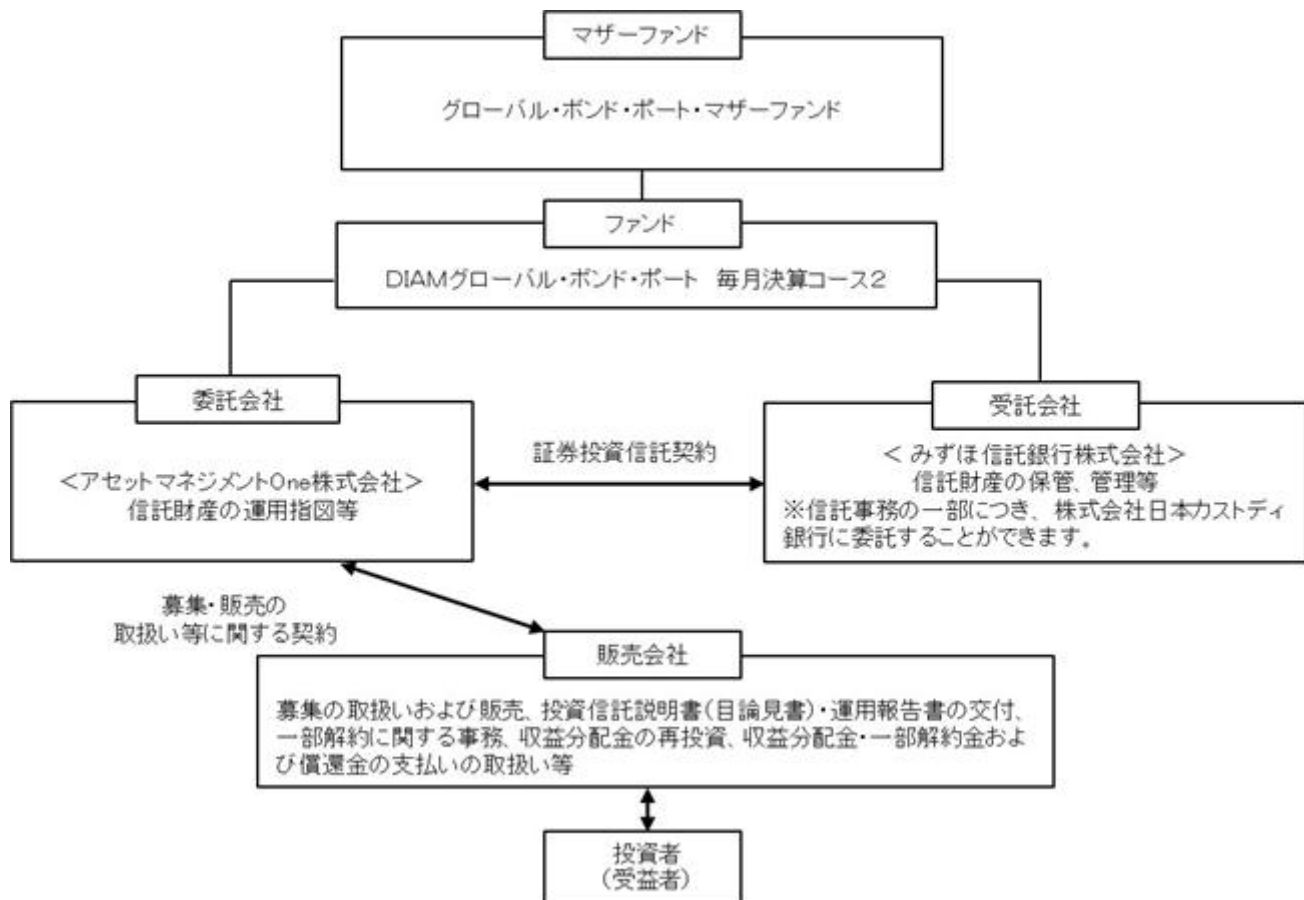 マザーファンド
グローバル・ボンド・ポート・マザーファンド
ファンド
DIAMグローバル・ボンド・ポート 毎月決算コース2
委託会社
<アセットマネジメントOne株式会社>
信託財産の運用指図等
証券投資信託契約
受託会社
< みずほ信託銀行株式会社>
信託財産の保管、管理等
※信託事務の一部につき、株式会社日本カストディ
銀行に委託することができます。
募集・販売の
取扱い等に関する契約
販売会社
募集の取扱いおよび販売、投資信託説明書(目論見書)・運用報告書の交付、
一部解約に関する事務、収益分配金の再投資、収益分配金・一部解約金およ
び償還金の支払いの取扱い等
投資者
(受益者)